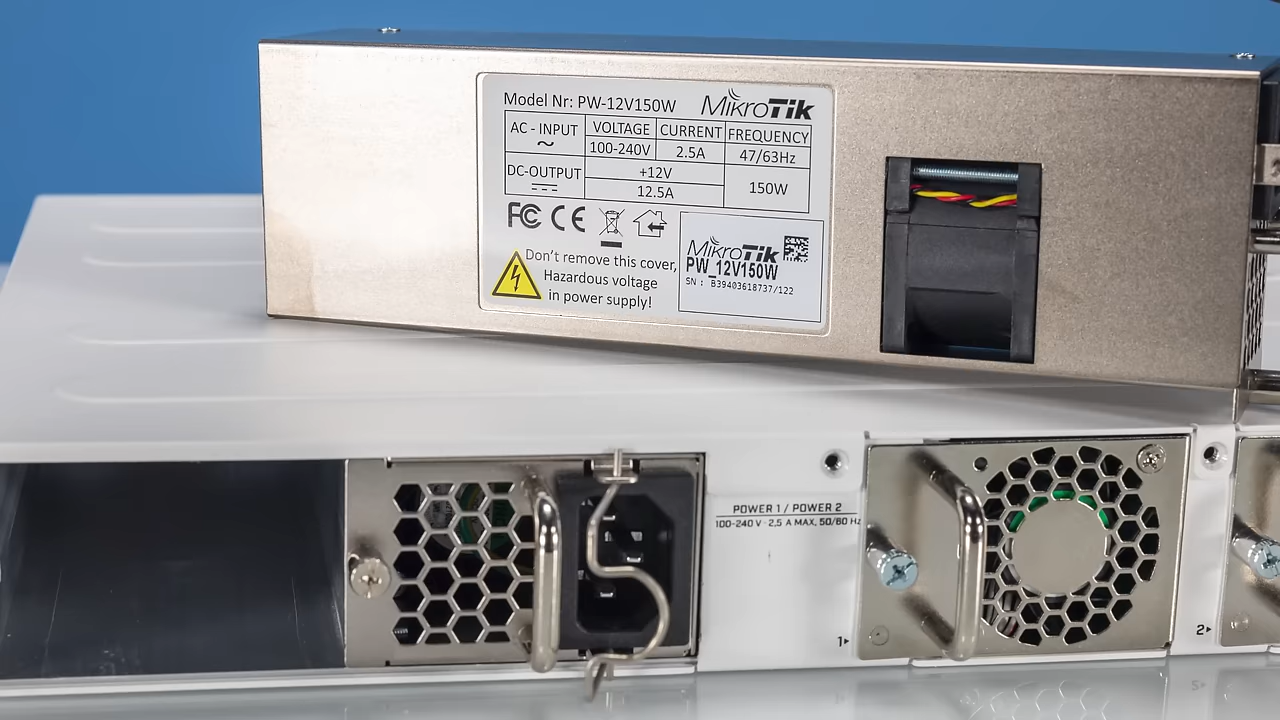 Model Nr: PW-12V150W MikroTik
AC - INPUT VOLTAGE CURRENT FREQUENCY
~ 100-240V 2.5A 47/63Hz
DC-OUTPUT +12V 150W
12.5A
FC CE
Don't remove this cover,
Hazardous voltage
in power supply!
MikroTik
PW_12V150W
SN : B39403618737/122
POWER 1 / POWER 2
100-240 V - 2,5 A MAX, 50/60 Hz
1▸
2▸